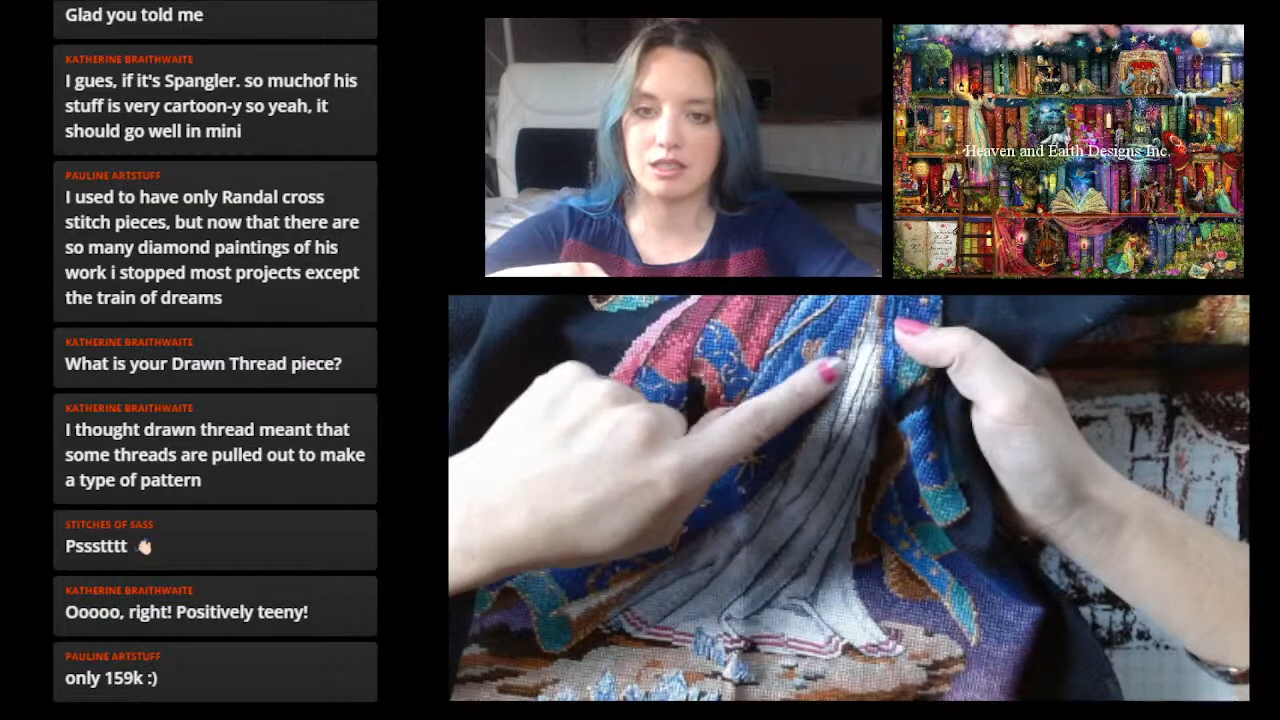 Glad you told me
KATHERINE BRAITHWAITE
I gues, if it's Spangler. so muchof his
stuff is very cartoon-y so yeah, it
should go well in mini
PAULINE ARTSTUFF
I used to have only Randal cross
stitch pieces, but now that there are
so many diamond paintings of his
work i stopped most projects except
the train of dreams
KATHERINE BRAITHWAITE
What is your Drawn Thread piece?
KATHERINE BRAITHWAITE
I thought drawn thread meant that
some threads are pulled out to make
a type of pattern
STITCHES OF SASS
Pssstttt 👋🏻
KATHERINE BRAITHWAITE
Ooooo, right! Positively teeny!
PAULINE ARTSTUFF
only 159k :)
Heaven and Earth Designs Inc.